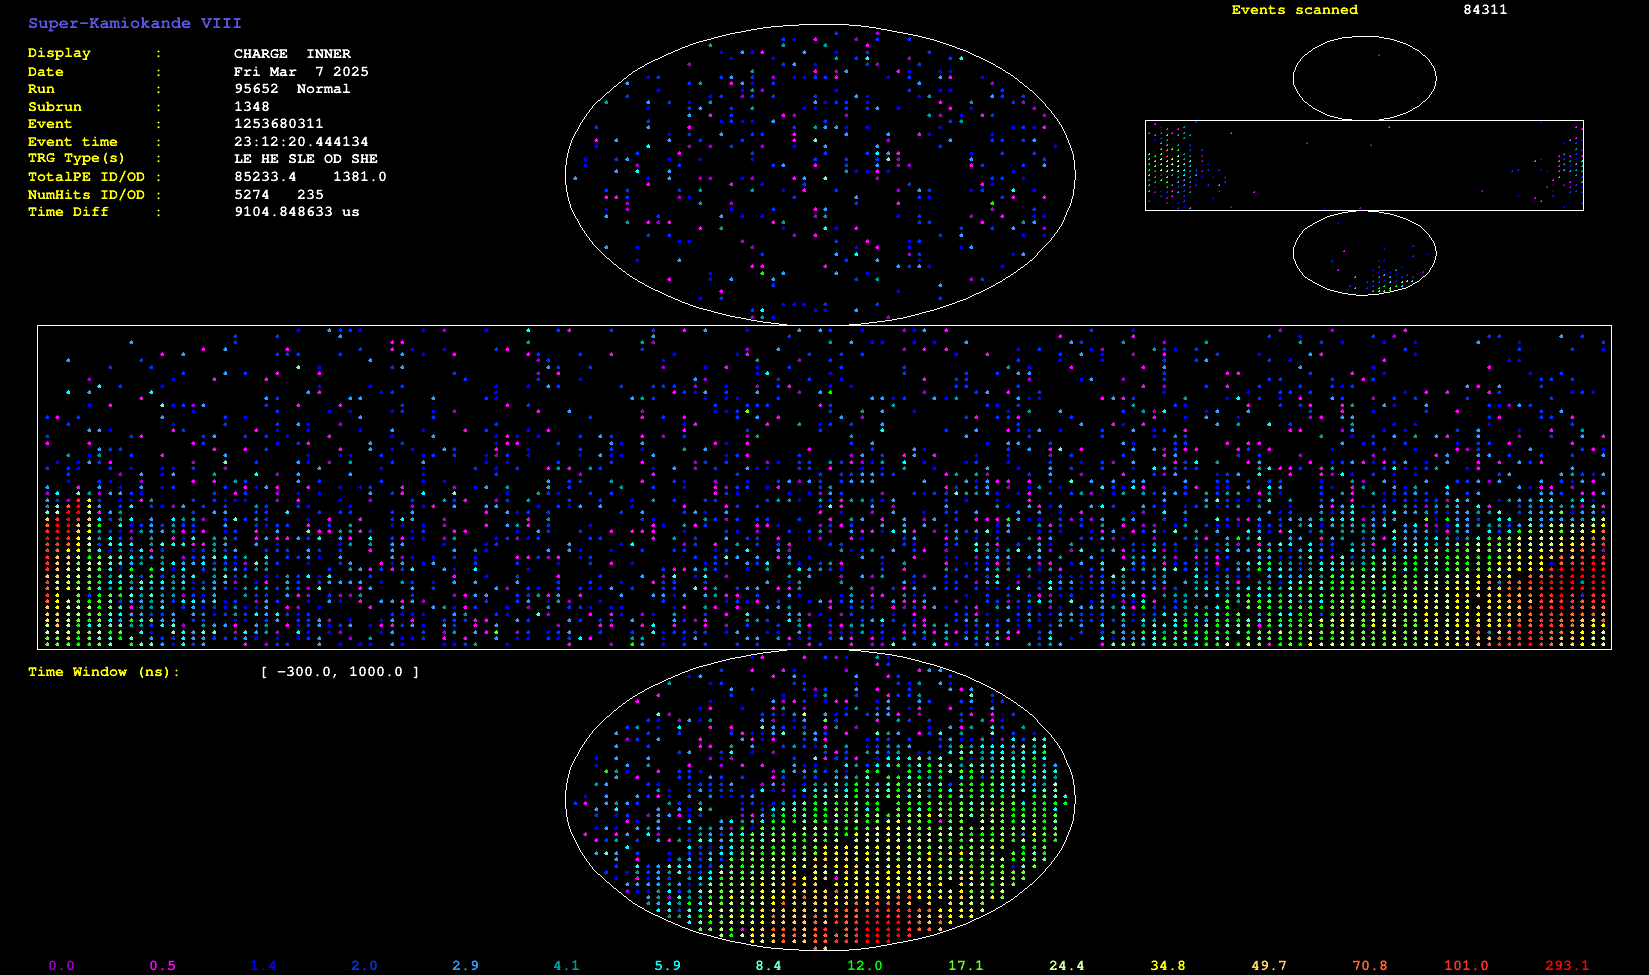 Super-Kamiokande VIII
Events scanned 84311
Display : CHARGE INNER
Date : Fri Mar 7 2025
Run : 95652 Normal
Subrun : 1348
Event : 1253680311
Event time : 23:12:20.444134
TRG Type(s) : LE HE SLE OD SHE
TotalPE ID/OD : 85233.4 1381.0
NumHits ID/OD : 5274 235
Time Diff : 9104.848633 us
Time Window (ns): [ -300.0, 1000.0 ]
0.0 0.5 1.4 2.0 2.9 4.1 5.9 8.4 12.0 17.1 24.4 34.8 49.7 70.8 101.0 293.1